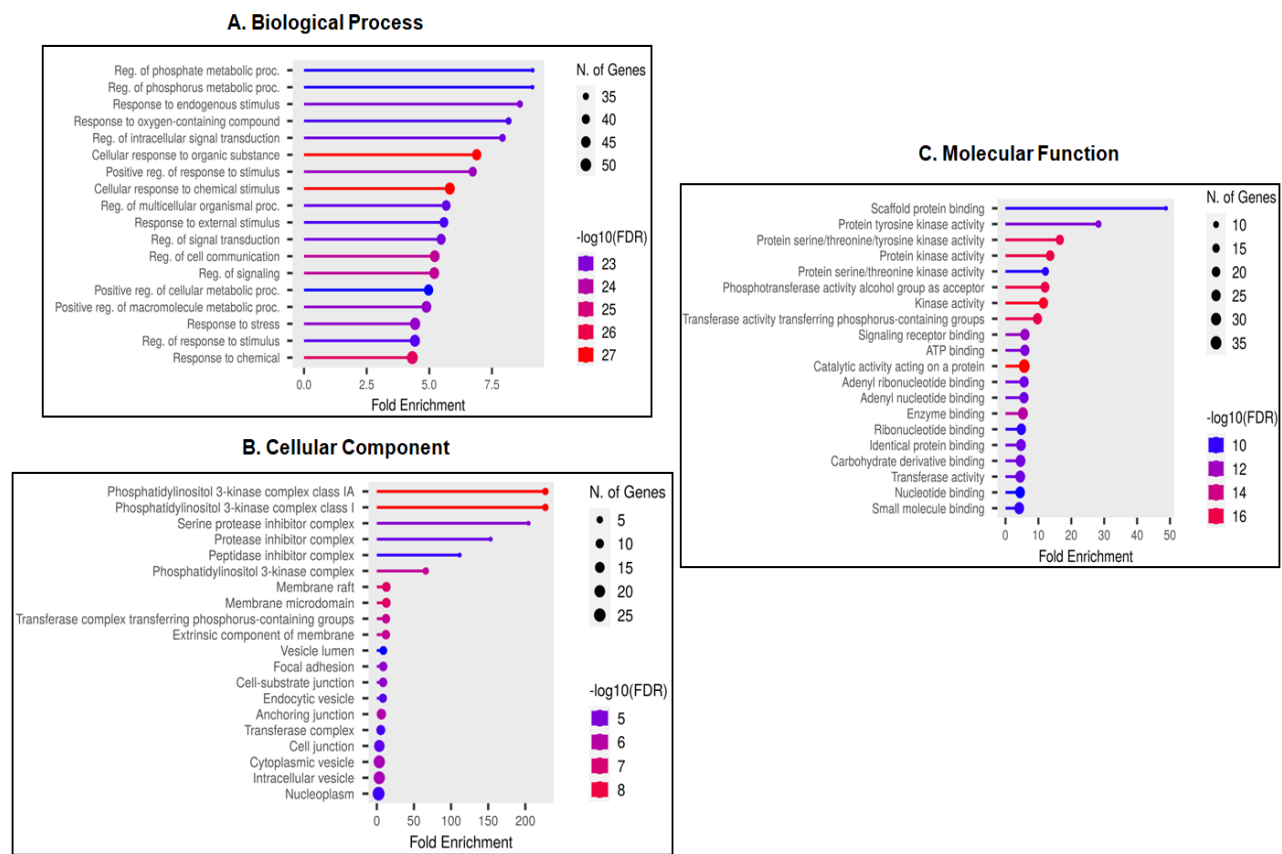 A. Biological Process
Reg. of phosphate metabolic proc.
Reg. of phosphorus metabolic proc.
Response to endogenous stimulus
Response to oxygen-containing compound
Reg. of intracellular signal transduction
Cellular response to organic substance
Positive reg. of response to stimulus
Cellular response to chemical stimulus
Reg. of multicellular organismal proc.
Response to external stimulus
Reg. of signal transduction
Reg. of cell communication
Reg. of signaling
Positive reg. of cellular metabolic proc.
Positive reg. of macromolecule metabolic proc.
Response to stress
Reg. of response to stimulus
Response to chemical
0.0 2.5 5.0 7.5
Fold Enrichment
N. of Genes
35
40
45
50
-log10(FDR)
23
24
25
26
27
B. Cellular Component
Phosphatidylinositol 3-kinase complex class IA
Phosphatidylinositol 3-kinase complex class I
Serine protease inhibitor complex
Protease inhibitor complex
Peptidase inhibitor complex
Phosphatidylinositol 3-kinase complex
Membrane raft
Membrane microdomain
Transferase complex transferring phosphorus-containing groups
Extrinsic component of membrane
Vesicle lumen
Focal adhesion
Cell-substrate junction
Endocytic vesicle
Anchoring junction
Transferase complex
Cell junction
Cytoplasmic vesicle
Intracellular vesicle
Nucleoplasm
0 50 100 150 200
Fold Enrichment
N. of Genes
5
10
15
20
25
-log10(FDR)
5
6
7
8
C. Molecular Function
Scaffold protein binding
Protein tyrosine kinase activity
Protein serine/threonine/tyrosine kinase activity
Protein kinase activity
Protein serine/threonine kinase activity
Phosphotransferase activity alcohol group as acceptor
Kinase activity
Transferase activity transferring phosphorus-containing groups
Signaling receptor binding
ATP binding
Catalytic activity acting on a protein
Adenyl ribonucleotide binding
Adenyl nucleotide binding
Enzyme binding
Ribonucleotide binding
Identical protein binding
Carbohydrate derivative binding
Transferase activity
Nucleotide binding
Small molecule binding
0 10 20 30 40 50
Fold Enrichment
N. of Genes
10
15
20
25
30
35
-log10(FDR)
10
12
14
16